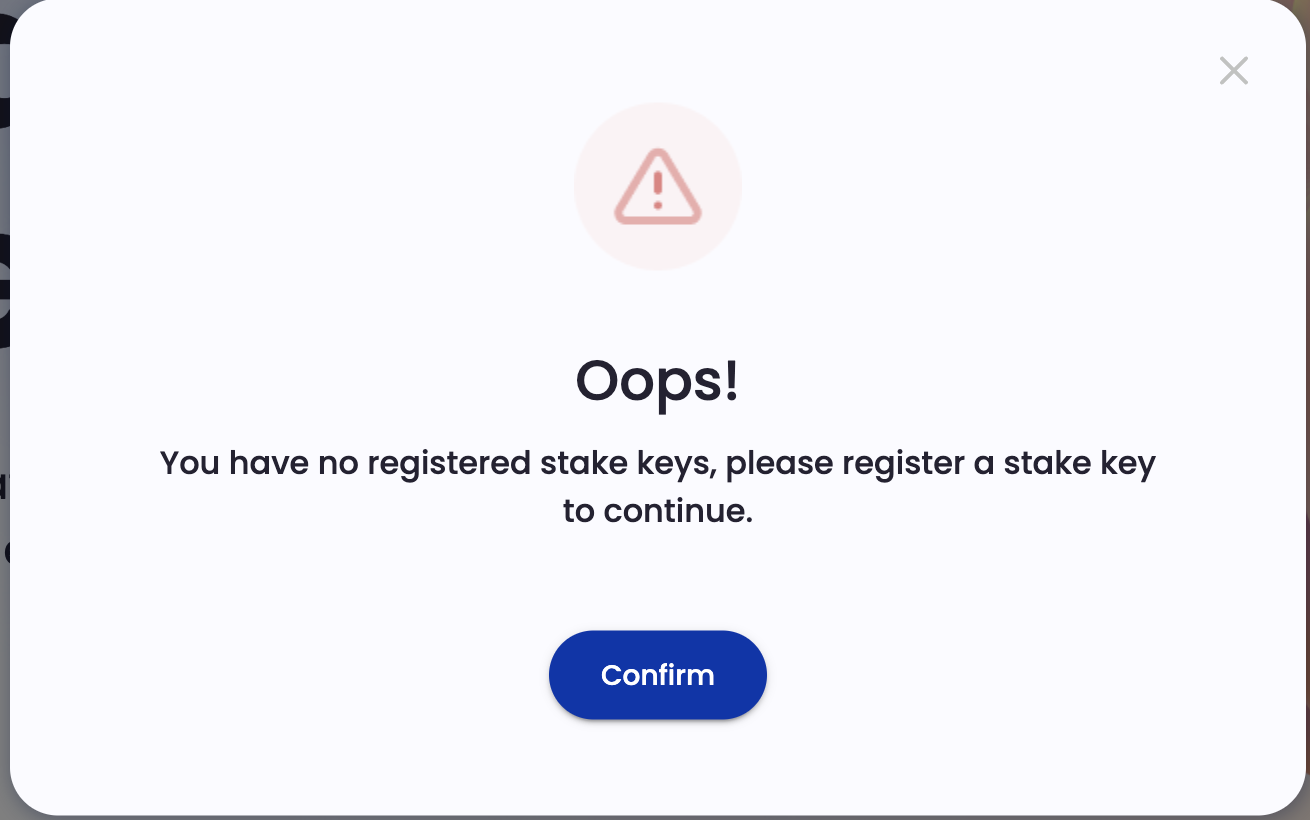 Oops!
You have no registered stake keys, please register a stake key
to continue.
Confirm